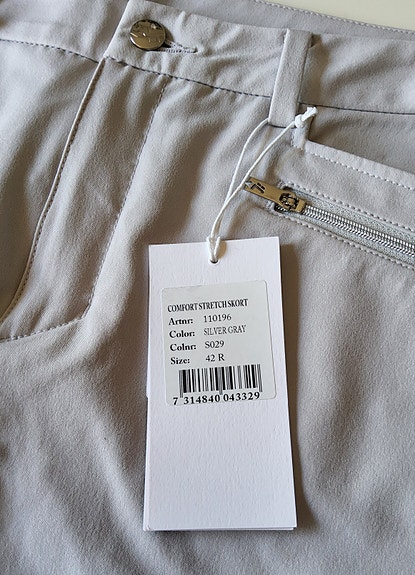 COMFORT STRETCH SKORT
Artnr: 110196
Color: SILVER GRAY
Colnr: S029
Size: 42 R
7 314840 043329